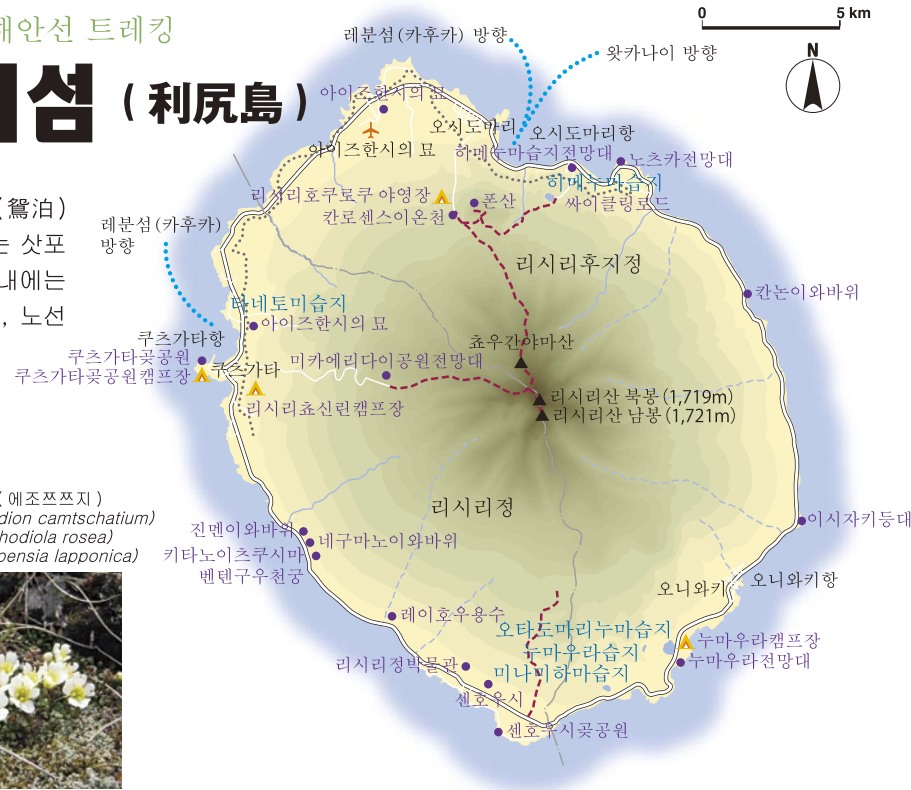 해안선 트레킹
리섬 (利尻島)
(鴛泊)
는 삿포
내에는
, 노선
(에조쯔쯔지)
dion camtschatium)
hodiola rosea)
pensia lapponica)
0 5 km
N
레분섬(카후카) 방향
왓카나이 방향
아이즈한시의 묘
아이즈한시의 묘
오시도마리
오시도마리항
히메누마습지전망대
노츠카전망대
히메누마습지
싸이클링로드
리시리호쿠로쿠 야영장
폰산
칸로센스이온천
레분섬(카후카)
방향
리시리후지정
칸논이와바위
타네토미습지
아이즈한시의 묘
쿠츠가타항
쿠츠가타곶공원
쿠츠가타곶공원캠프장
쿠츠가타
미카에리다이공원전망대
쵸우간야마산
리시리쵸신린캠프장
리시리산 북봉(1,719m)
리시리산 남봉(1,721m)
리시리정
이시자키등대
진멘이와바위
네구마노이와바위
키타노이츠쿠시마
벤텐구우천궁
오니와키
오니와키항
레이호우용수
오타도마리누마습지
누마우라습지
미나미하마습지
누마우라캠프장
누마우라전망대
리시리정박물관
센호우시
센호우시곶공원